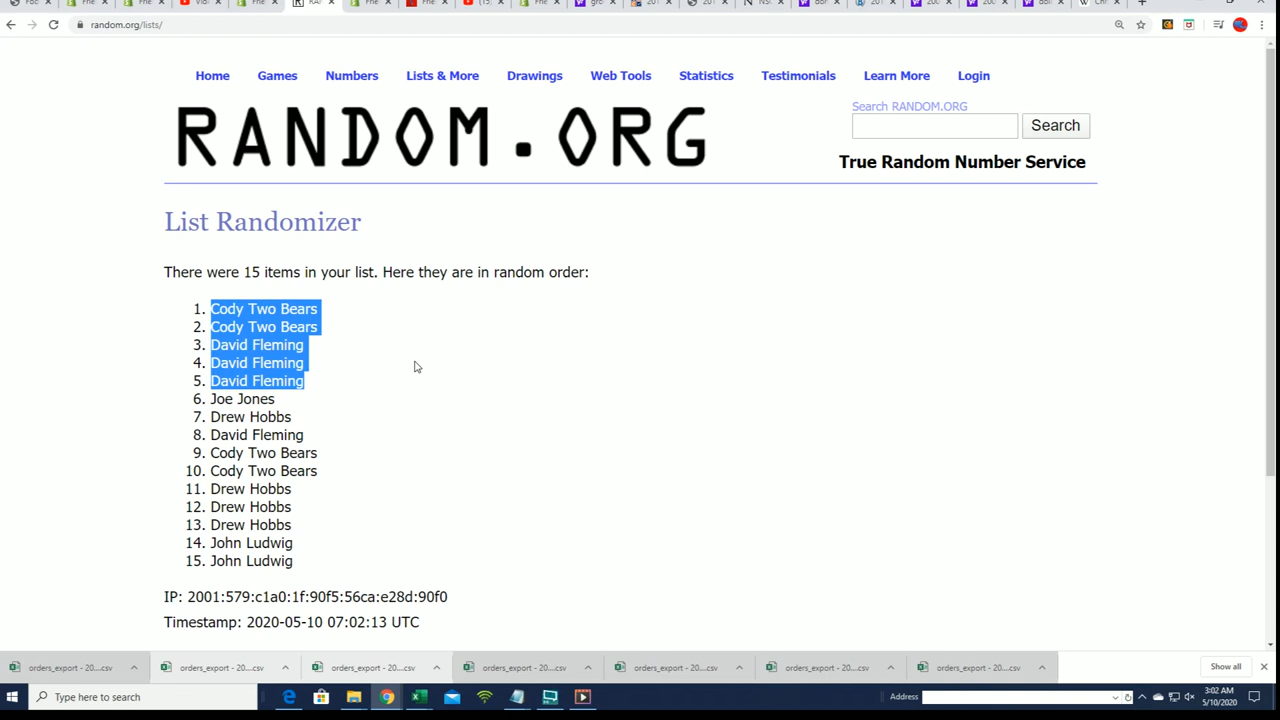 random.org/lists/
Home Games Numbers Lists & More Drawings Web Tools Statistics Testimonials Learn More Login
RANDOM.ORG
Search RANDOM.ORG
Search
True Random Number Service
List Randomizer
There were 15 items in your list. Here they are in random order:
1. Cody Two Bears
2. Cody Two Bears
3. David Fleming
4. David Fleming
5. David Fleming
6. Joe Jones
7. Drew Hobbs
8. David Fleming
9. Cody Two Bears
10. Cody Two Bears
11. Drew Hobbs
12. Drew Hobbs
13. Drew Hobbs
14. John Ludwig
15. John Ludwig
IP: 2001:579:c1a0:1f:90f5:56ca:e28d:90f0
Timestamp: 2020-05-10 07:02:13 UTC
orders_export - 20....csv orders_export - 20....csv orders_export - 20....csv orders_export - 20....csv orders_export - 20....csv orders_export - 20....csv orders_export - 20....csv Show all
Type here to search
Address
3:02 AM
5/10/2020